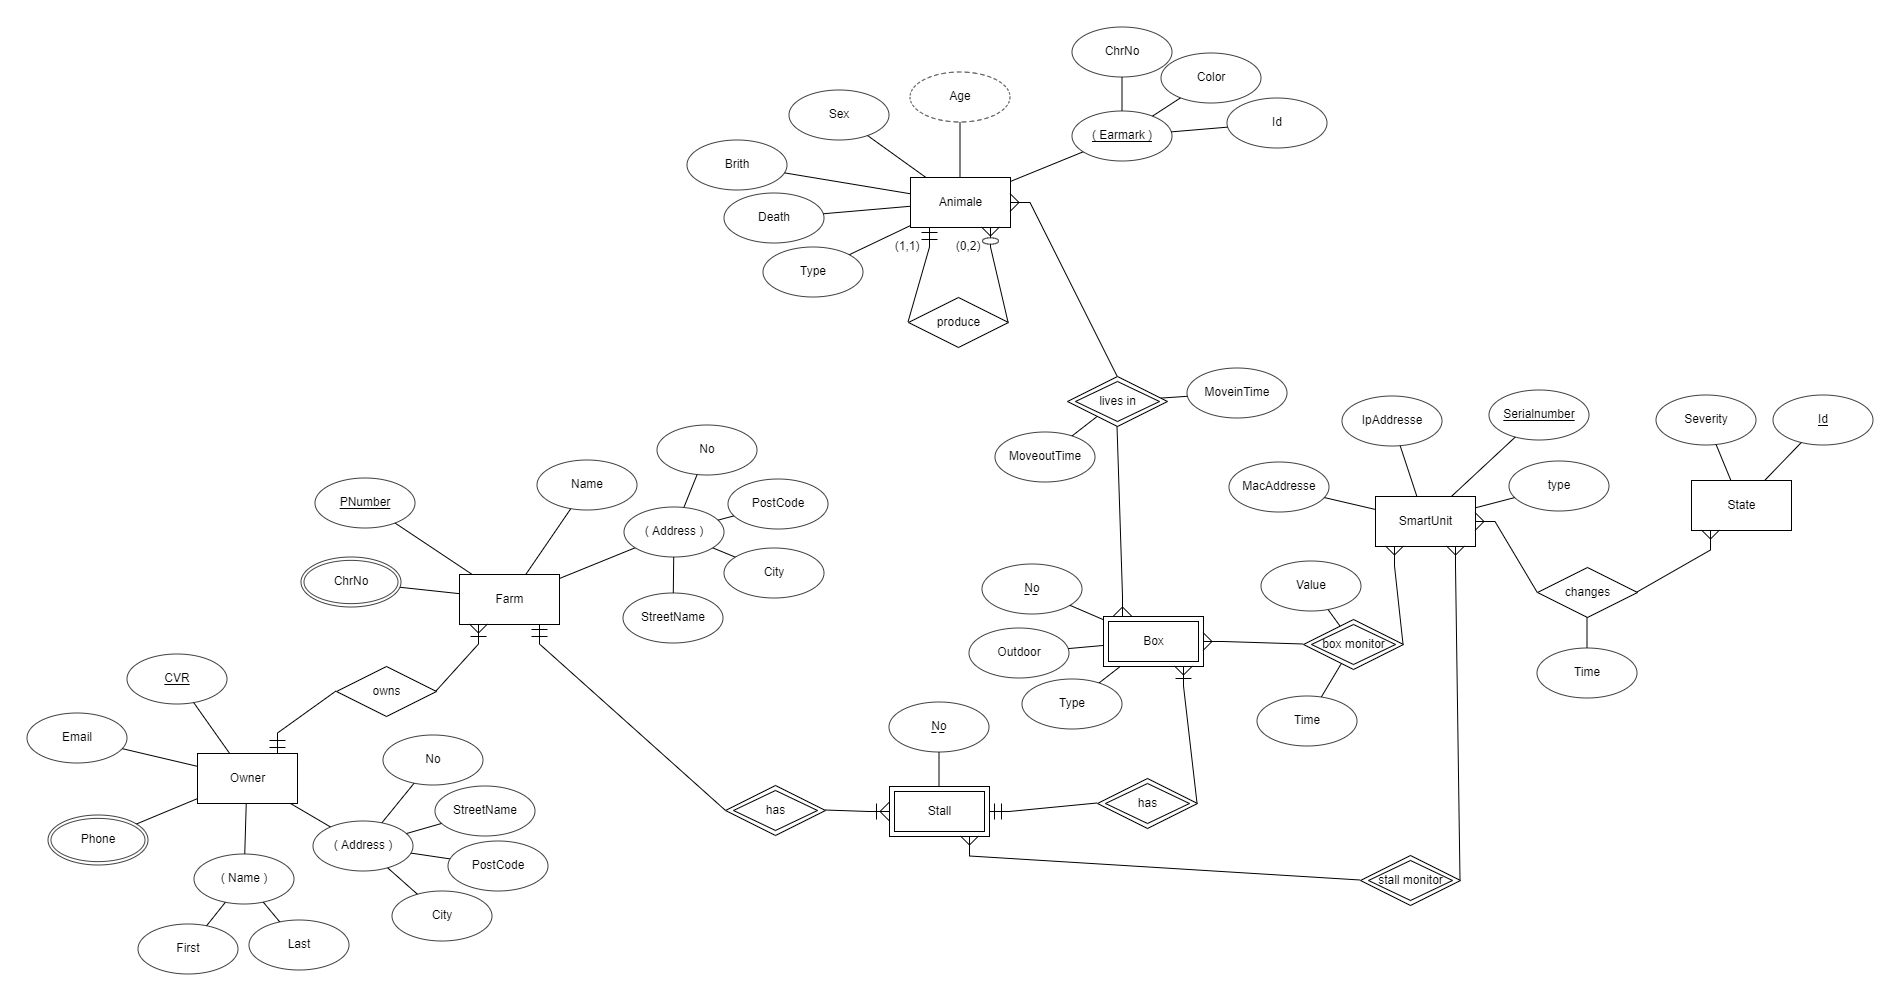 ChrNo
Color
Age
Sex
Id
( Earmark )
Brith
Animale
Death
(1,1)
(0,2)
Type
produce
MoveinTime
lives in
MoveoutTime
IpAddresse
Serialnumber
Severity
Id
No
MacAddresse
type
Name
PNumber
PostCode
SmartUnit
State
( Address )
City
ChrNo
Farm
StreetName
No
Value
changes
Outdoor
Box
box monitor
Time
CVR
owns
Type
Time
No
Email
Owner
No
StreetName
has
Stall
has
Phone
( Address )
PostCode
( Name )
stall monitor
City
First
Last